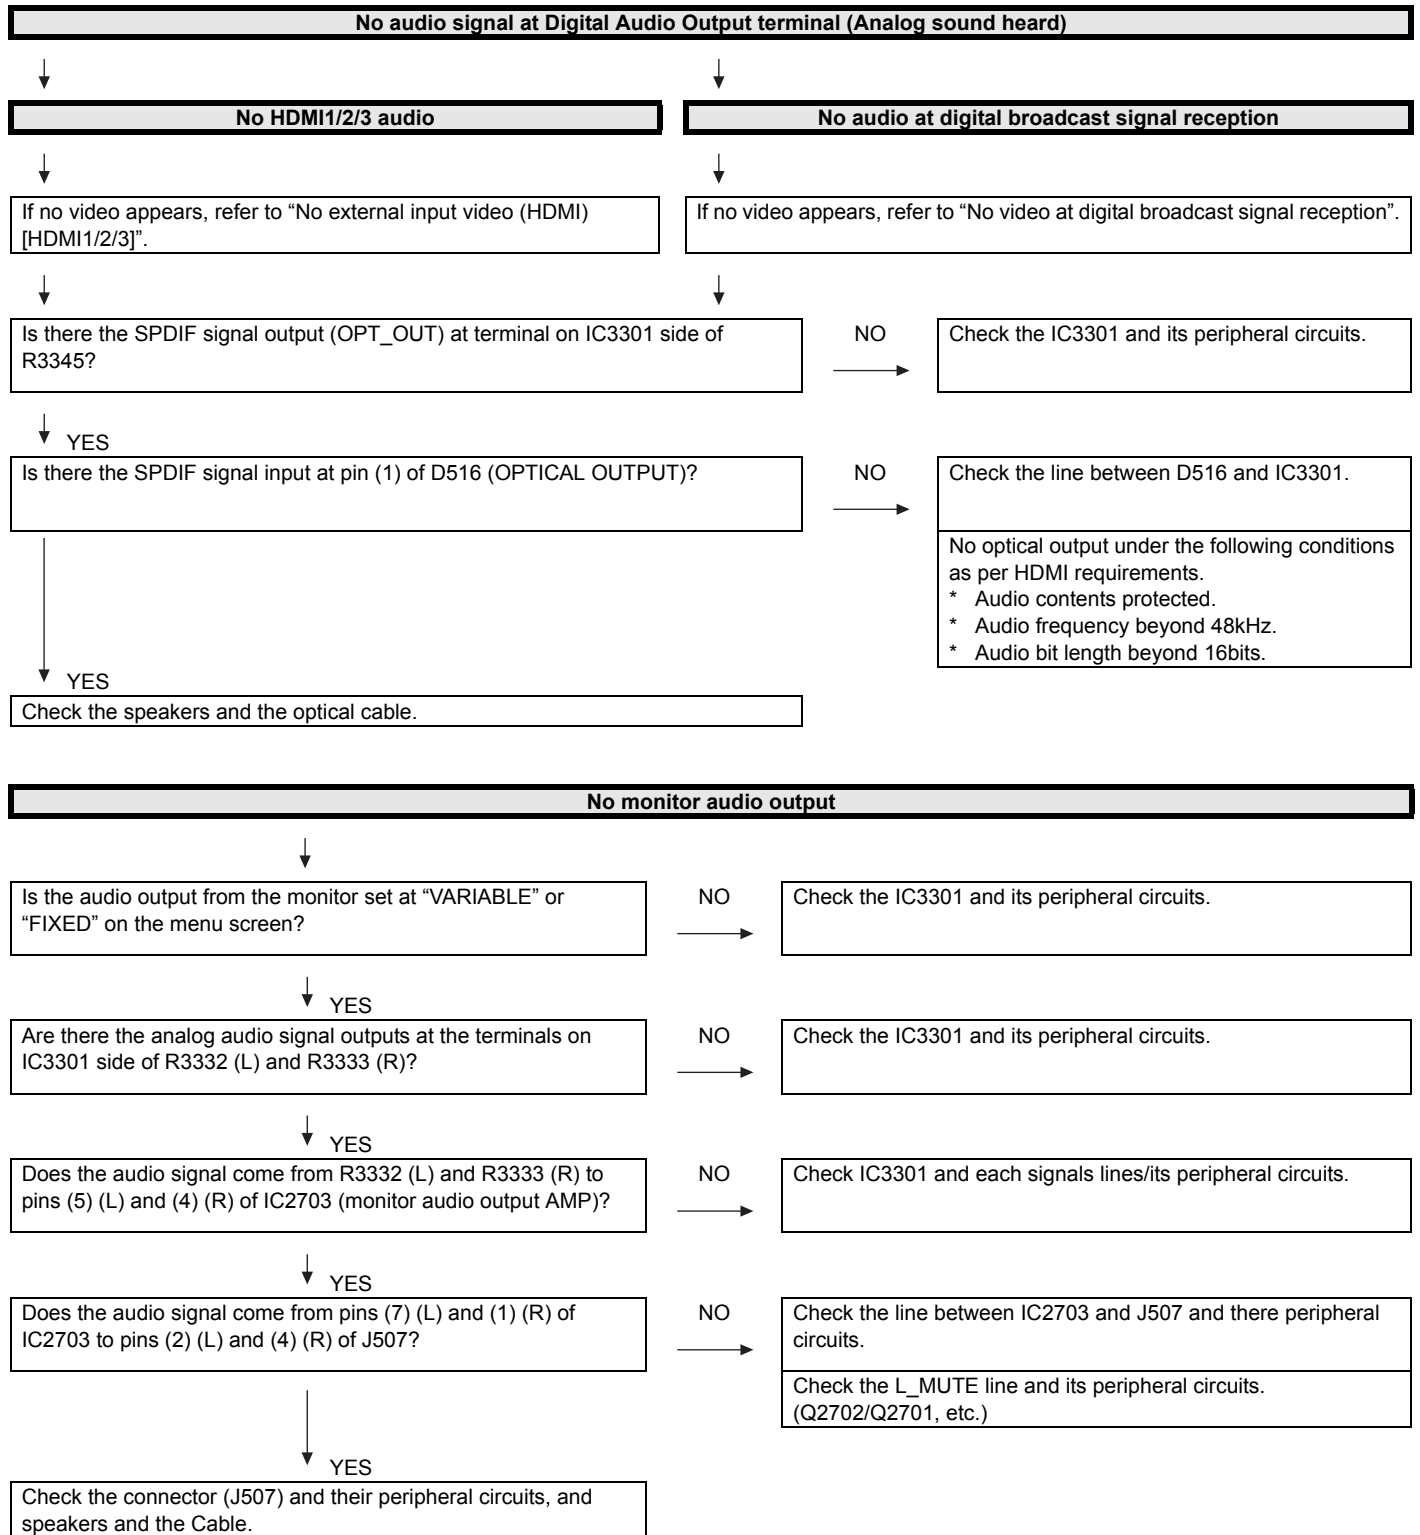 No audio signal at Digital Audio Output terminal (Analog sound heard)
No HDMI1/2/3 audio
No audio at digital broadcast signal reception
If no video appears, refer to “No external input video (HDMI)
[HDMI1/2/3]”.
If no video appears, refer to “No video at digital broadcast signal reception”.
Is there the SPDIF signal output (OPT_OUT) at terminal on IC3301 side of
R3345?
NO
Check the IC3301 and its peripheral circuits.
YES
Is there the SPDIF signal input at pin (1) of D516 (OPTICAL OUTPUT)?
NO
Check the line between D516 and IC3301.
No optical output under the following conditions
as per HDMI requirements.
* Audio contents protected.
* Audio frequency beyond 48kHz.
* Audio bit length beyond 16bits.
YES
Check the speakers and the optical cable.
No monitor audio output
Is the audio output from the monitor set at “VARIABLE” or
“FIXED” on the menu screen?
NO
Check the IC3301 and its peripheral circuits.
YES
Are there the analog audio signal outputs at the terminals on
IC3301 side of R3332 (L) and R3333 (R)?
NO
Check the IC3301 and its peripheral circuits.
YES
Does the audio signal come from R3332 (L) and R3333 (R) to
pins (5) (L) and (4) (R) of IC2703 (monitor audio output AMP)?
NO
Check IC3301 and each signals lines/its peripheral circuits.
YES
Does the audio signal come from pins (7) (L) and (1) (R) of
IC2703 to pins (2) (L) and (4) (R) of J507?
NO
Check the line between IC2703 and J507 and there peripheral
circuits.
Check the L_MUTE line and its peripheral circuits.
(Q2702/Q2701, etc.)
YES
Check the connector (J507) and their peripheral circuits, and
speakers and the Cable.